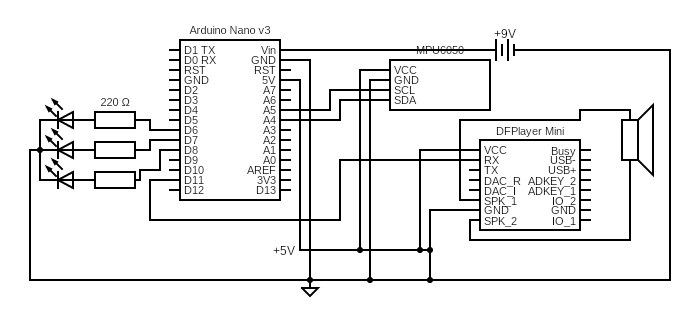 Arduino Nano v3
D1 TX
D0 RX
RST
GND
D2
D3
D4
D5
D6
D7
D8
D9
D10
D11
D12
Vin
GND
RST
5V
A7
A6
A5
A4
A3
A2
A1
A0
AREF
3V3
D13
220 Ω
+9V
MPU6050
VCC
GND
SCL
SDA
DFPlayer Mini
VCC
RX
TX
DAC_R
DAC_I
SPK_1
GND
SPK_2
Busy
USB-
USB+
ADKEY_2
ADKEY_1
IO_2
GND
IO_1
+5V